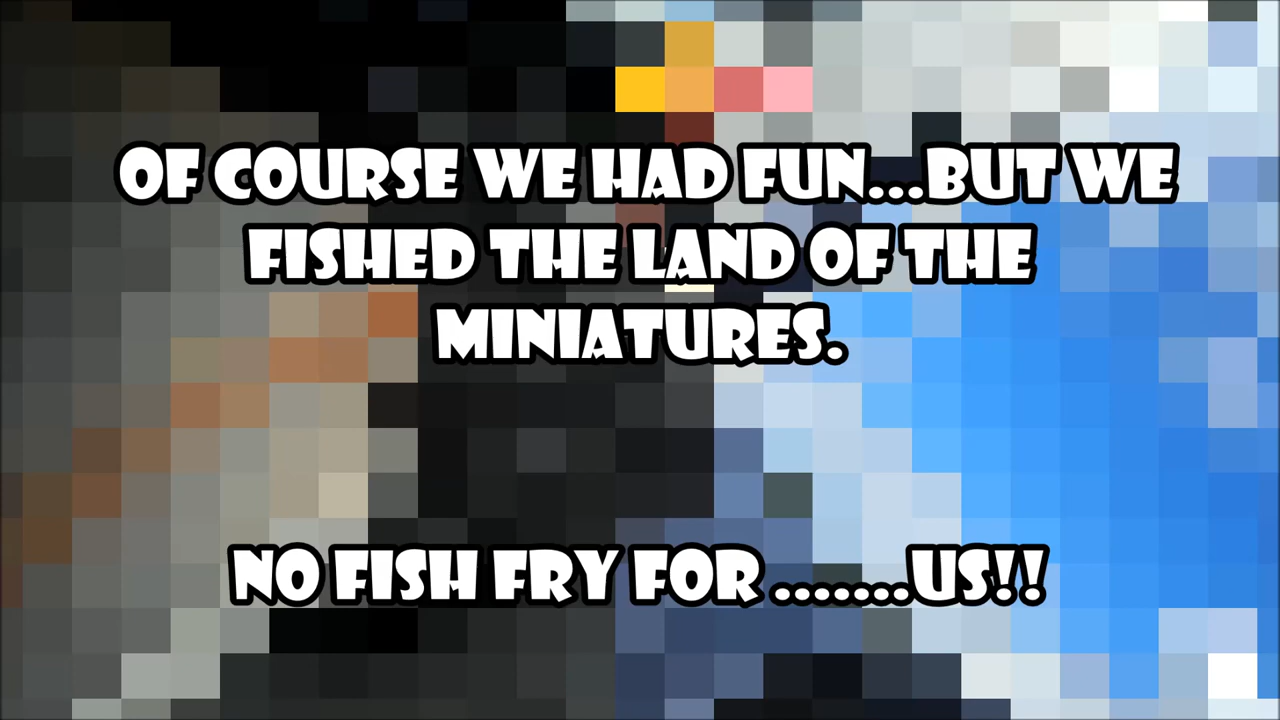 OF COURSE WE HAD FUN...BUT WE
FISHED THE LAND OF THE
MINIATURES.
NO FISH FRY FOR .......US!!